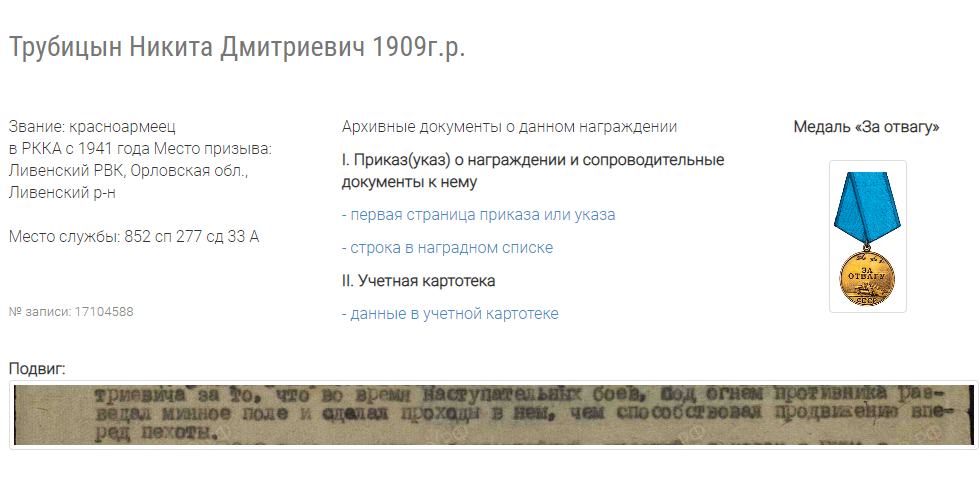 Трубицын Никита Дмитриевич 1909г.р.
Звание: красноармеец
в РККА с 1941 года Место призыва:
Ливенский РВК, Орловская обл.,
Ливенский р-н
Место службы: 852 сп 277 сд 33 А
№ записи: 17104588
Архивные документы о данном награждении
I. Приказ(указ) о награждении и сопроводительные
документы к нему
- первая страница приказа или указа
- строка в наградном списке
II. Учетная картотека
- данные в учетной картотеке
Медаль «За отвагу»
ЗА
ОТВАГУ
СССР
Подвиг:
триевича за то, что во время наступательных боев, под огнем противника раз-
ведал минное поле и сделал проходы в нем, чем способствовал продвижению впе-
ред пехоты.